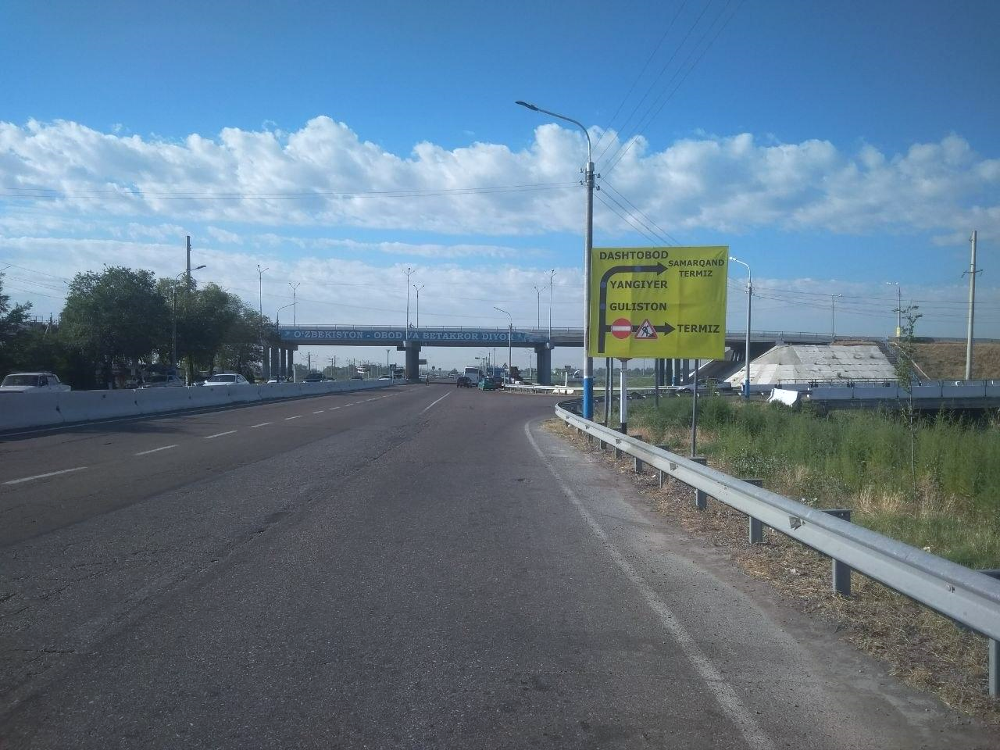 DASHTOBOD
SAMARQAND
TERMIZ
YANGIYER
GULISTON
TERMIZ
O'ZBEKISTON - OBOD VA BETAKROR DIYOR